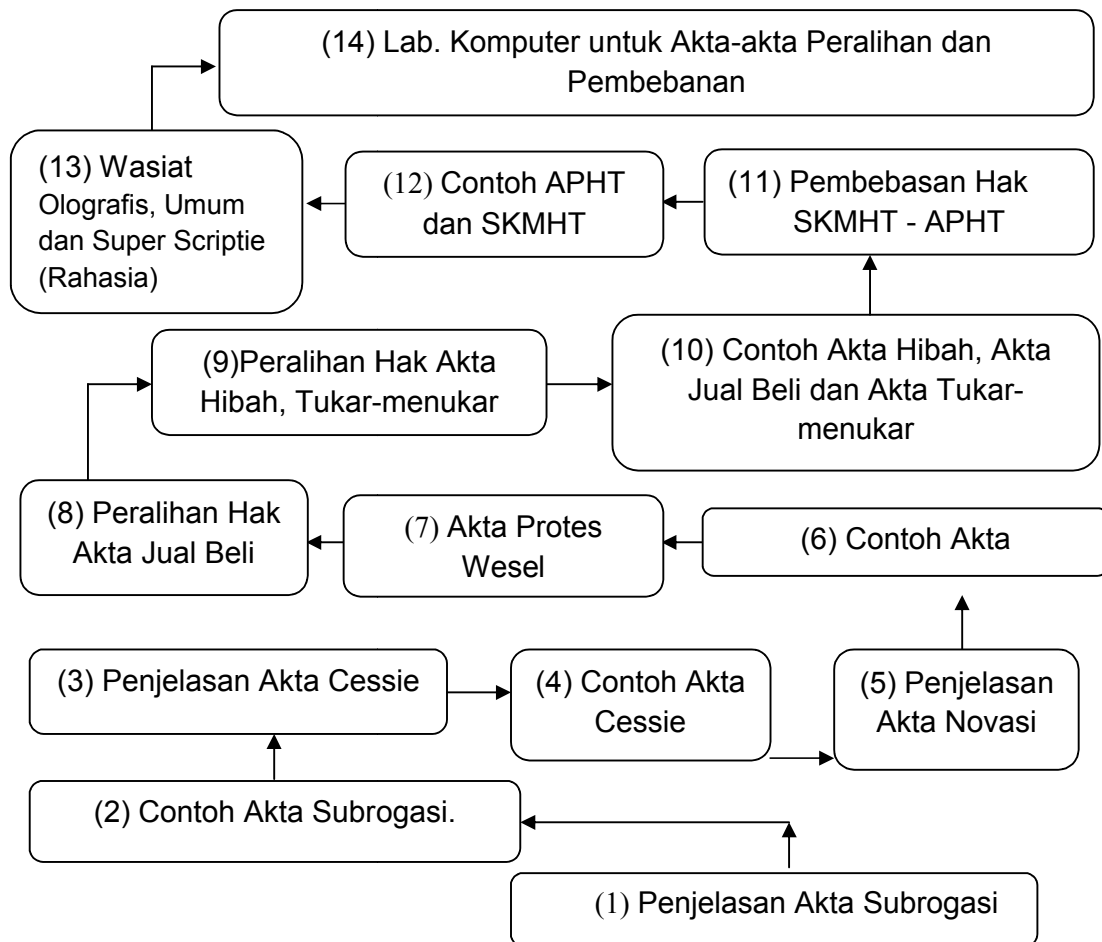 (14) Lab. Komputer untuk Akta-akta Peralihan dan
Pembebanan
(13) Wasiat
Olografis, Umum
dan Super Scriptie
(Rahasia)
(12) Contoh APHT
dan SKMHT
(11) Pembebasan Hak
SKMHT - APHT
(9)Peralihan Hak Akta
Hibah, Tukar-menukar
(10) Contoh Akta Hibah, Akta
Jual Beli dan Akta Tukar-
menukar
(8) Peralihan Hak
Akta Jual Beli
(7) Akta Protes
Wesel
(6) Contoh Akta
(3) Penjelasan Akta Cessie
(4) Contoh Akta
Cessie
(5) Penjelasan
Akta Novasi
(2) Contoh Akta Subrogasi.
(1) Penjelasan Akta Subrogasi